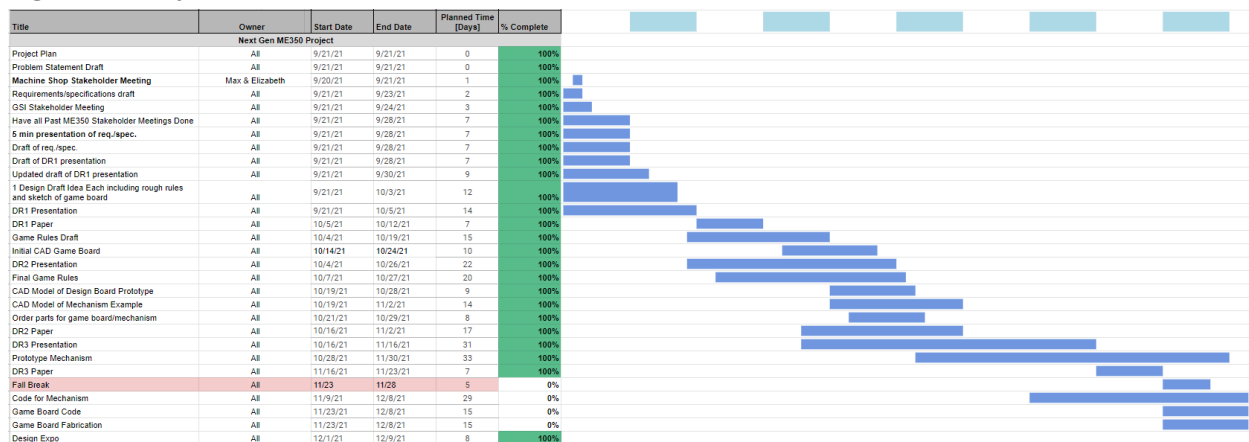 Title Owner Start Date End Date Planned Time [Days] % Complete
Next Gen ME350 Project
Project Plan All 9/21/21 9/21/21 0 100%
Problem Statement Draft All 9/21/21 9/21/21 0 100%
Machine Shop Stakeholder Meeting Max & Elizabeth 9/20/21 9/21/21 1 100%
Requirements/specifications draft All 9/21/21 9/23/21 2 100%
GSI Stakeholder Meeting All 9/21/21 9/24/21 3 100%
Have all Past ME350 Stakeholder Meetings Done All 9/21/21 9/28/21 7 100%
5 min presentation of req./spec. All 9/21/21 9/28/21 7 100%
Draft of req./spec. All 9/21/21 9/28/21 7 100%
Draft of DR1 presentation All 9/21/21 9/28/21 7 100%
Updated draft of DR1 presentation All 9/21/21 9/30/21 9 100%
1 Design Draft Idea Each including rough rules
and sketch of game board All 9/21/21 10/3/21 12 100%
DR1 Presentation All 9/21/21 10/5/21 14 100%
DR1 Paper All 10/5/21 10/12/21 7 100%
Game Rules Draft All 10/4/21 10/19/21 15 100%
Initial CAD Game Board All 10/14/21 10/24/21 10 100%
DR2 Presentation All 10/4/21 10/26/21 22 100%
Final Game Rules All 10/7/21 10/27/21 20 100%
CAD Model of Design Board Prototype All 10/19/21 10/28/21 9 100%
CAD Model of Mechanism Example All 10/19/21 11/2/21 14 100%
Order parts for game board/mechanism All 10/21/21 10/29/21 8 100%
DR2 Paper All 10/16/21 11/2/21 17 100%
DR3 Presentation All 10/16/21 11/16/21 31 100%
Prototype Mechanism All 10/28/21 11/30/21 33 100%
DR3 Paper All 11/16/21 11/23/21 7 100%
Fall Break All 11/23 11/28 5 0%
Code for Mechanism All 11/9/21 12/8/21 29 0%
Game Board Code All 11/23/21 12/8/21 15 0%
Game Board Fabrication All 11/23/21 12/8/21 15 0%
Design Expo All 12/1/21 12/9/21 8 100%